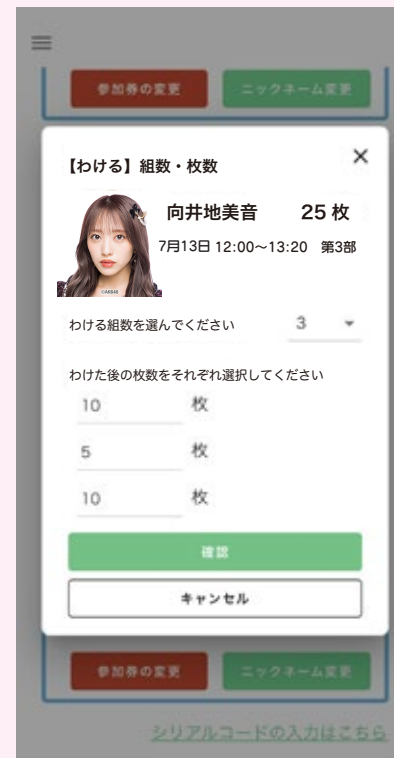 参加券の変更 ニックネーム変更
【わける】組数・枚数 ×
向井地美音 25 枚
7月13日 12:00〜13:20 第3部
©AKB48
わける組数を選んでください 3
わけた後の枚数をそれぞれ選択してください
10 枚
5 枚
10 枚
確認
キャンセル
参加券の変更 ニックネーム変更
シリアルコードの入力はこちら